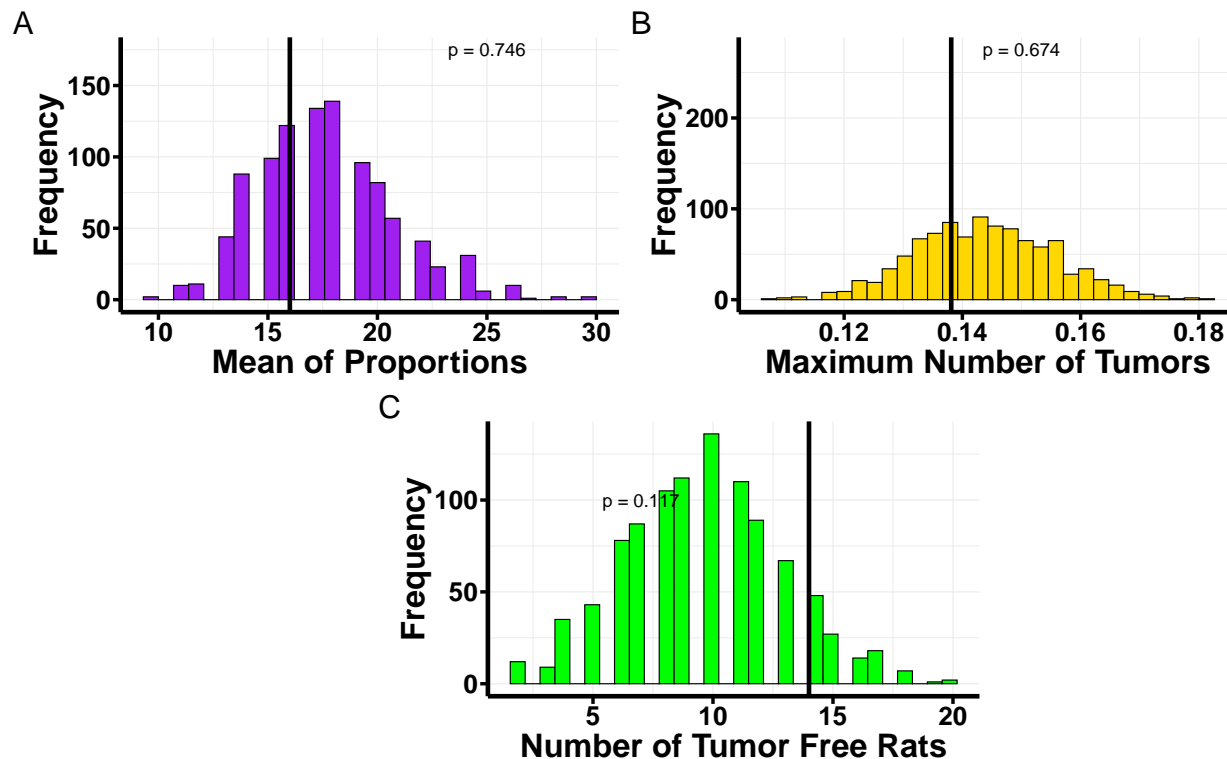 A
p = 0.746
Frequency
150
100
50
0
10 15 20 25 30
Mean of Proportions
B
p = 0.674
Frequency
200
100
0
0.12 0.14 0.16 0.18
Maximum Number of Tumors
C
p = 0.117
Frequency
100
50
0
5 10 15 20
Number of Tumor Free Rats